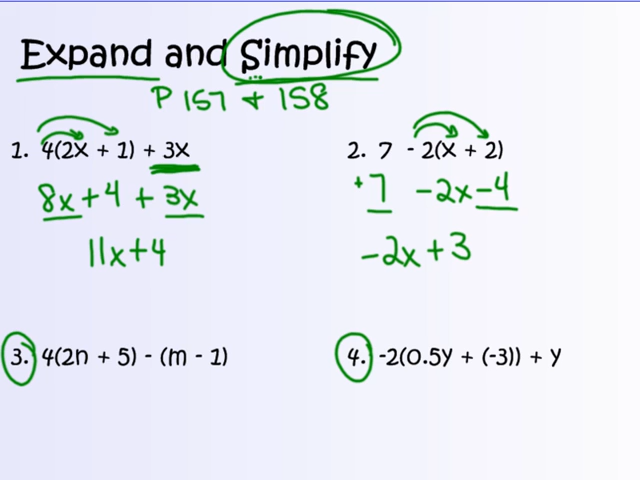 Expand and Simplify
P 157 + 158
1. 4(2x + 1) + 3x
8x + 4 + 3x
11x + 4
2. 7 - 2(x + 2)
+7 -2x -4
-2x + 3
3. 4(2n + 5) - (m - 1)
4. -2(0.5y + (-3)) + y